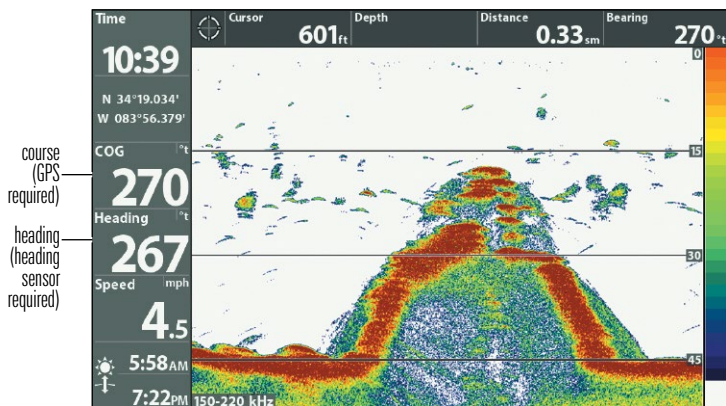 Time
10:39
N 34°19.034'
W 083°56.379'
COG °t
270
Heading °t
267
Speed mph
4.5
5:58AM
7:22PM
Cursor
601ft
Depth
Distance
0.33sm
Bearing
270°t
0
15
30
45
150-220 kHz
course
(GPS
required)
heading
(heading
sensor
required)